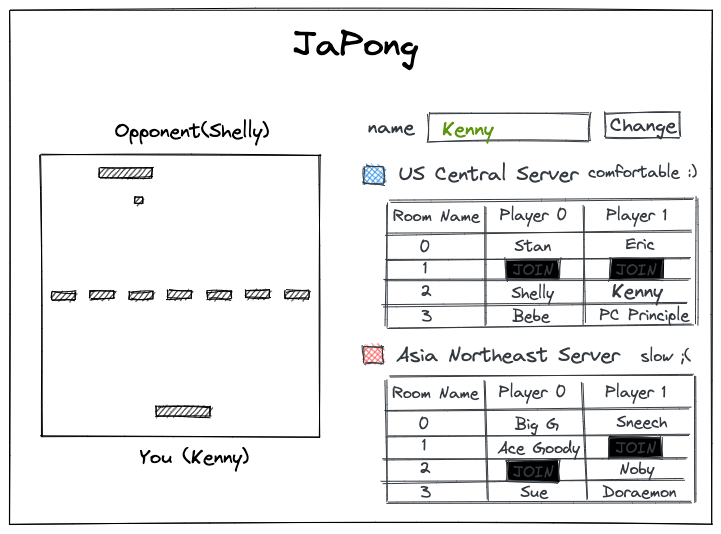 JaPong
Opponent(Shelly)
You (Kenny)
name Kenny Change
US Central Server comfortable :)
Room Name Player 0 Player 1
0 Stan Eric
1 JOIN JOIN
2 Shelly Kenny
3 Bebe PC Principle
Asia Northeast Server slow ;(
Room Name Player 0 Player 1
0 Big G Sneech
1 Ace Goody JOIN
2 JOIN Noby
3 Sue Doraemon